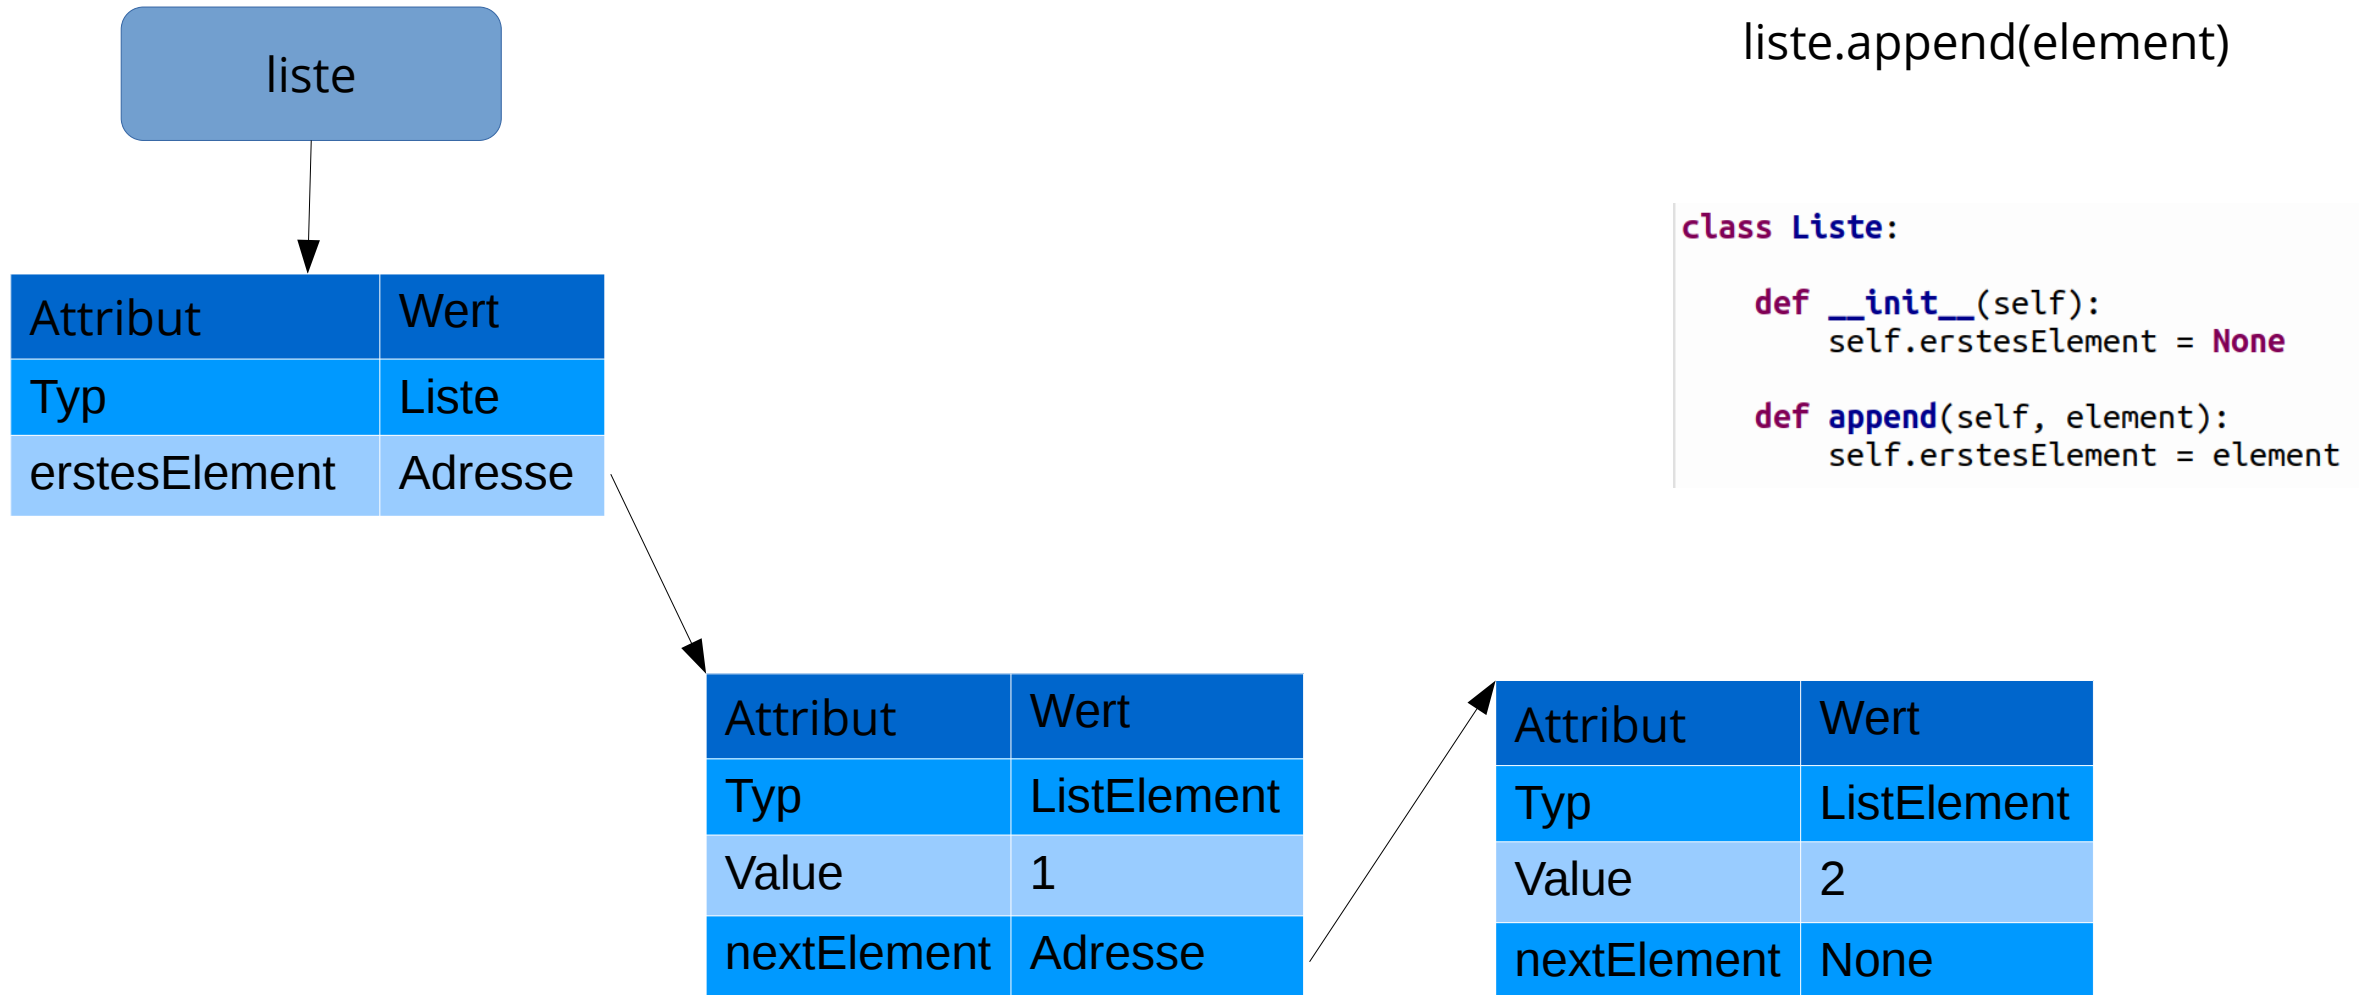 liste
liste.append(element)
class Liste:
def __init__(self):
self.erstesElement = None
def append(self, element):
self.erstesElement = element
Attribut Wert
Typ Liste
erstesElement Adresse
Attribut Wert
Typ ListElement
Value 1
nextElement Adresse
Attribut Wert
Typ ListElement
Value 2
nextElement None